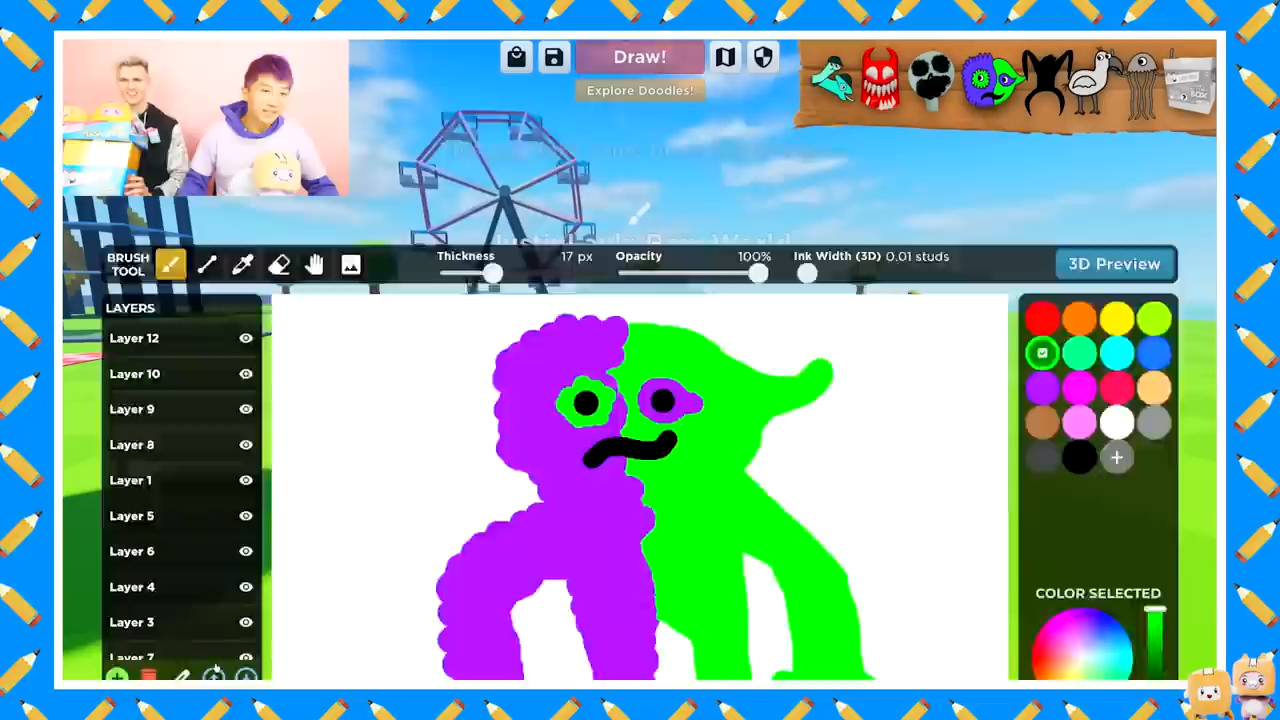 Draw!
Explore Doodles!
BRUSH
TOOL
Thickness 17 px Opacity 100% Ink Width (3D) 0.01 studs
3D Preview
LAYERS
Layer 12
Layer 10
Layer 9
Layer 8
Layer 1
Layer 5
Layer 6
Layer 4
Layer 3
Layer 7
COLOR SELECTED